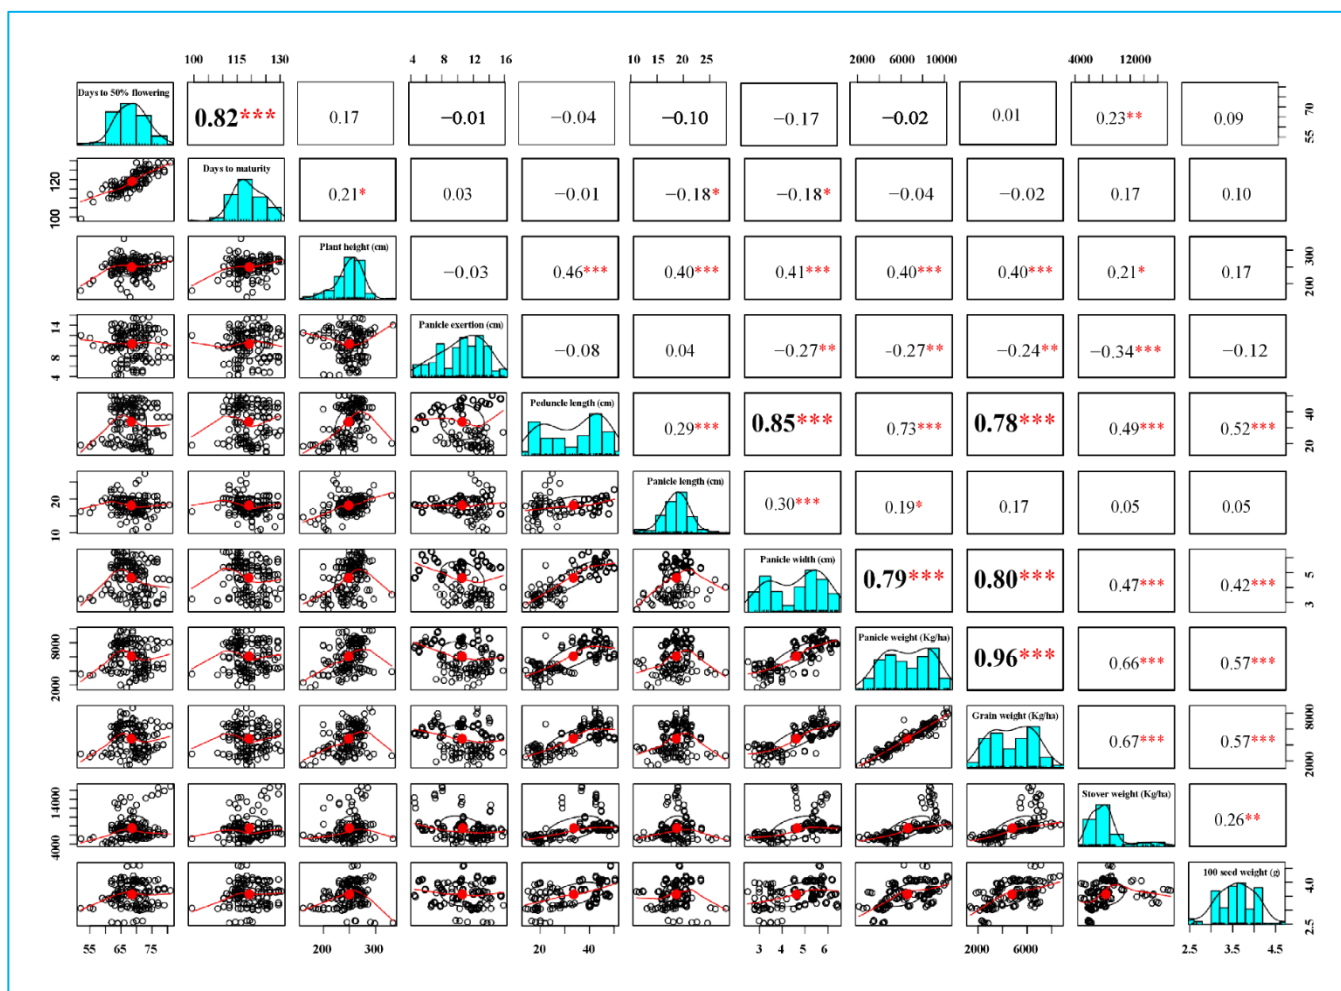 100 115 130 4 8 12 16 10 15 20 25 2000 6000 10000 4000 12000
Days to 50% flowering 0.82*** 0.17 −0.01 −0.04 −0.10 −0.17 −0.02 0.01 0.23** 0.09 55 70
100 120 Days to maturity 0.21* 0.03 −0.01 −0.18* −0.18* −0.04 −0.02 0.17 0.10
Plant height (cm) −0.03 0.46*** 0.40*** 0.41*** 0.40*** 0.40*** 0.21* 0.17 200 300
4 8 14 Panicle exertion (cm) −0.08 0.04 −0.27** −0.27** −0.24** −0.34*** −0.12
Peduncle length (cm) 0.29*** 0.85*** 0.73*** 0.78*** 0.49*** 0.52*** 20 40
10 20 Panicle length (cm) 0.30*** 0.19* 0.17 0.05 0.05
Panicle width (cm) 0.79*** 0.80*** 0.47*** 0.42*** 3 5
2000 8000 Panicle weight (Kg/ha) 0.96*** 0.66*** 0.57***
Grain weight (Kg/ha) 0.67*** 0.57*** 2000 8000
4000 14000 Stover weight (Kg/ha) 0.26**
100 seed weight (g) 2.5 4.0
55 65 75 200 300 20 40 3 4 5 6 2000 6000 2.5 3.5 4.5